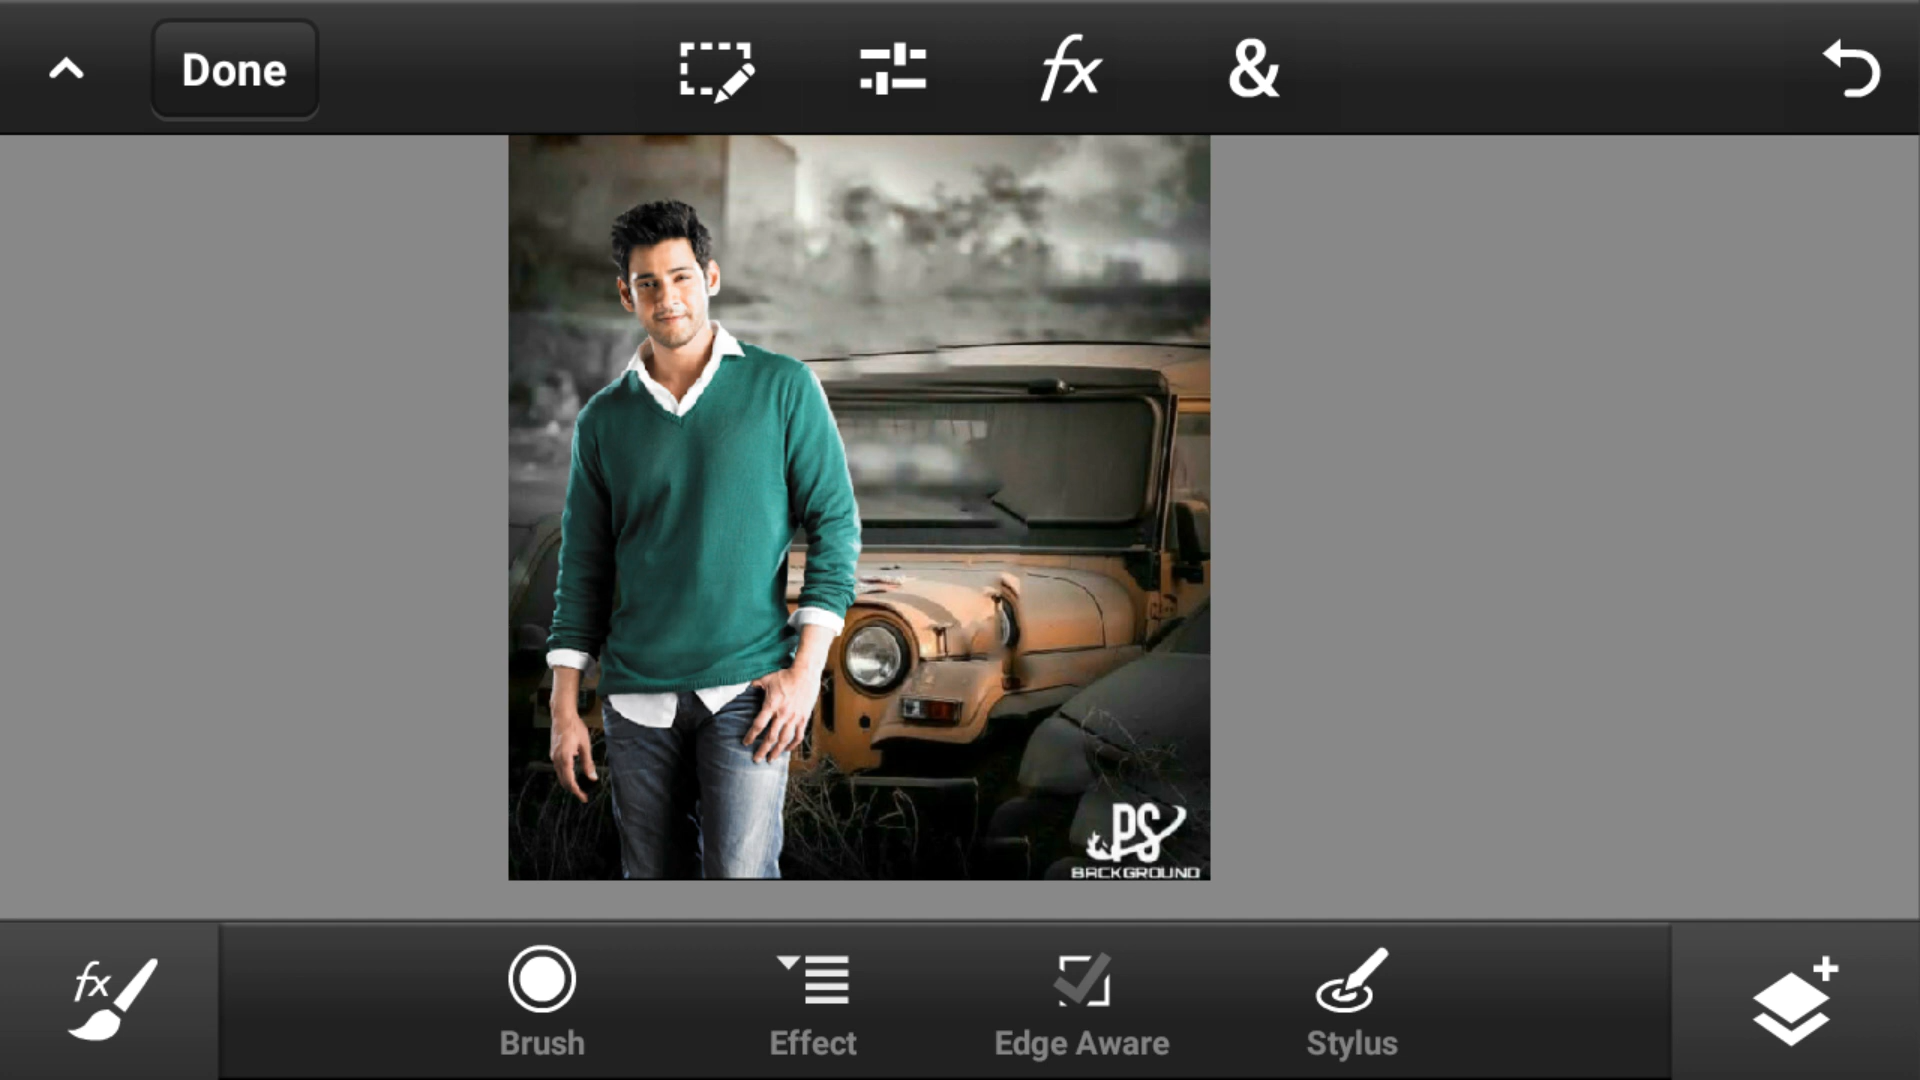 Done
fx
&
PS
BACKGROUND
fx
Brush
Effect
Edge Aware
Stylus